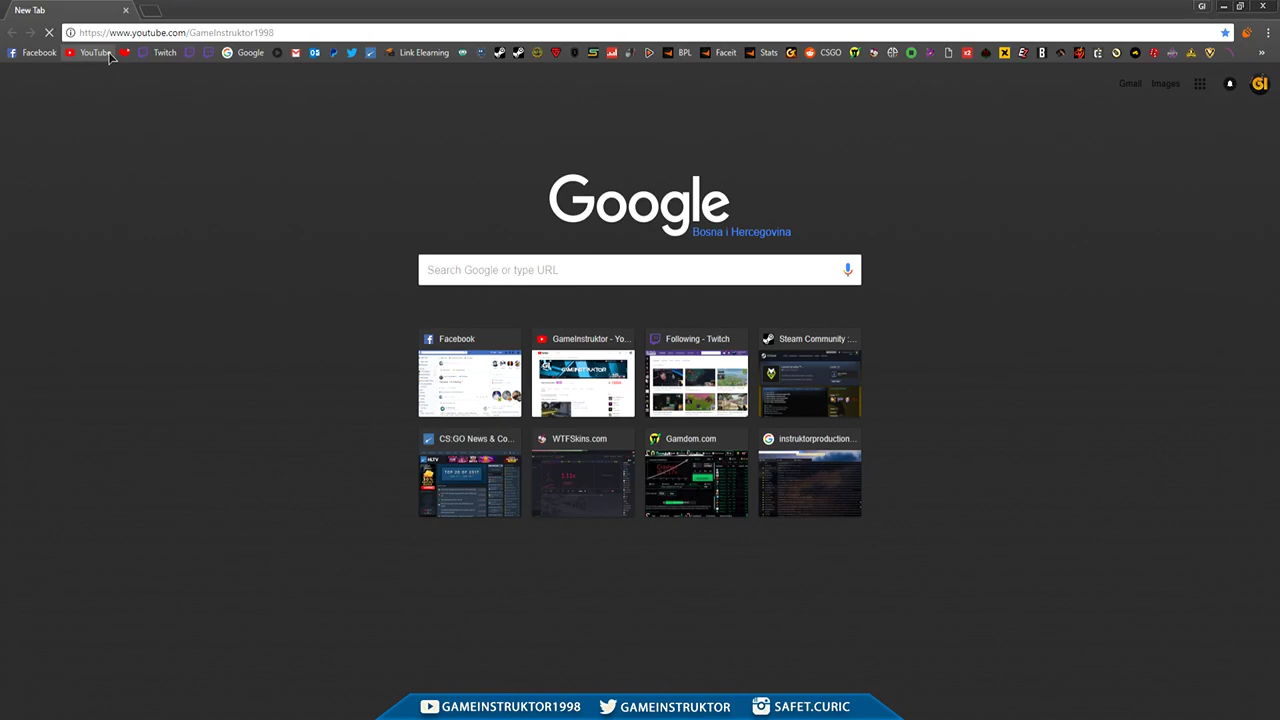 New Tab
GI
https://www.youtube.com/GameInstruktor1998
Facebook YouTube Twitch Google Link Elearning BPL Faceit Stats CSGO
Gmail Images
Google
Bosna i Hercegovina
Search Google or type URL
Facebook
GameInstruktor - Yo...
Following - Twitch
Steam Community :...
CS:GO News & Co...
WTFSkins.com
Gamdom.com
instruktorproduction...
GAMEINSTRUKTOR1998 GAMEINSTRUKTOR SAFET.CURIC